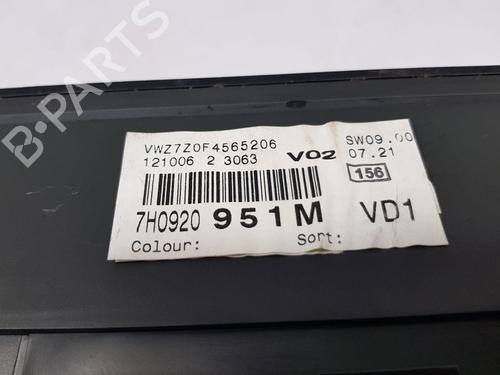 B-PARTS
VWZ7Z0F4565206
121006 2 3063
V02
SW09.00
07.21
156
7H0920 951M
VD1
Colour:
Sort: